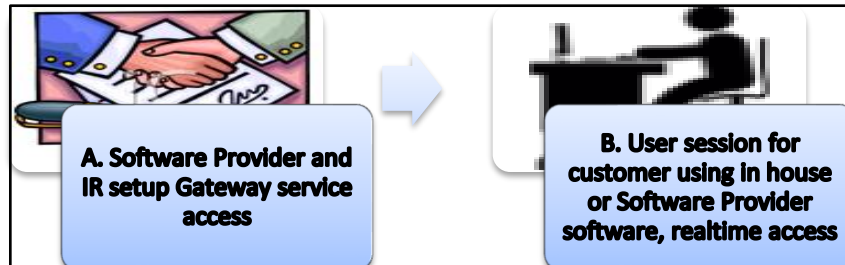 A. Software Provider and
IR setup Gateway service
access
B. User session for
customer using in house
or Software Provider
software, realtime access